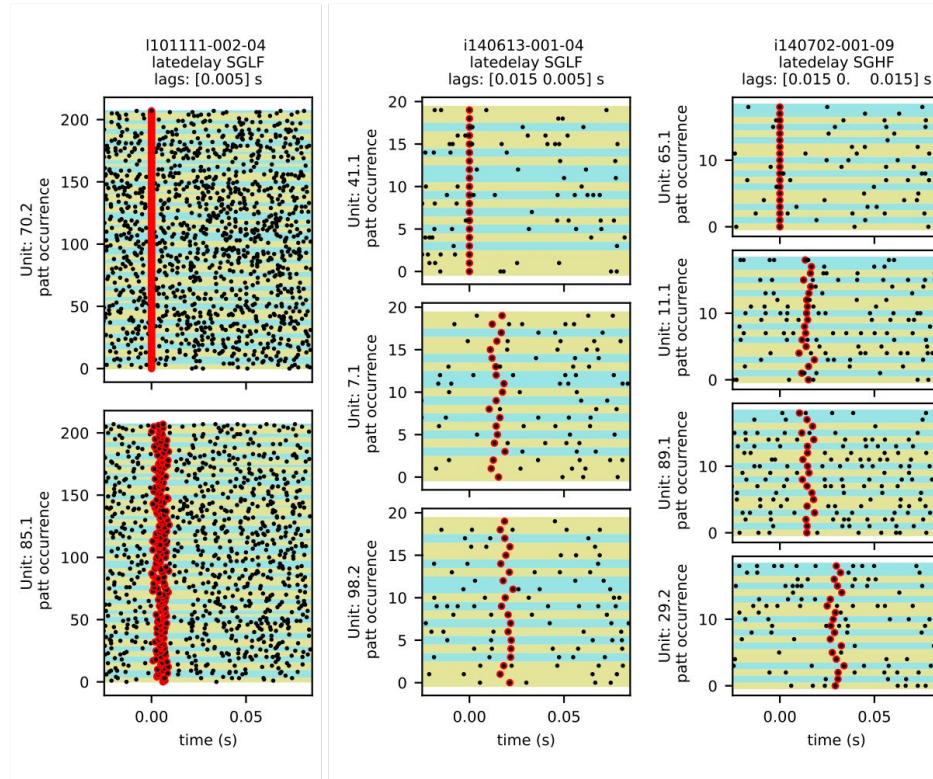 l101111-002-04
latedelay SGLF
lags: [0.005] s
200
150
100
50
0
Unit: 70.2
patt occurrence
200
150
100
50
0
Unit: 85.1
patt occurrence
0.00
0.05
time (s)
i140613-001-04
latedelay SGLF
lags: [0.015 0.005] s
20
15
10
5
0
Unit: 41.1
patt occurrence
20
15
10
5
0
Unit: 7.1
patt occurrence
20
15
10
5
0
Unit: 98.2
patt occurrence
0.00
0.05
time (s)
i140702-001-09
latedelay SGHF
lags: [0.015 0. 0.015] s
10
0
Unit: 65.1
patt occurrence
10
0
Unit: 11.1
patt occurrence
10
0
Unit: 89.1
patt occurrence
10
0
Unit: 29.2
patt occurrence
0.00
0.05
time (s)